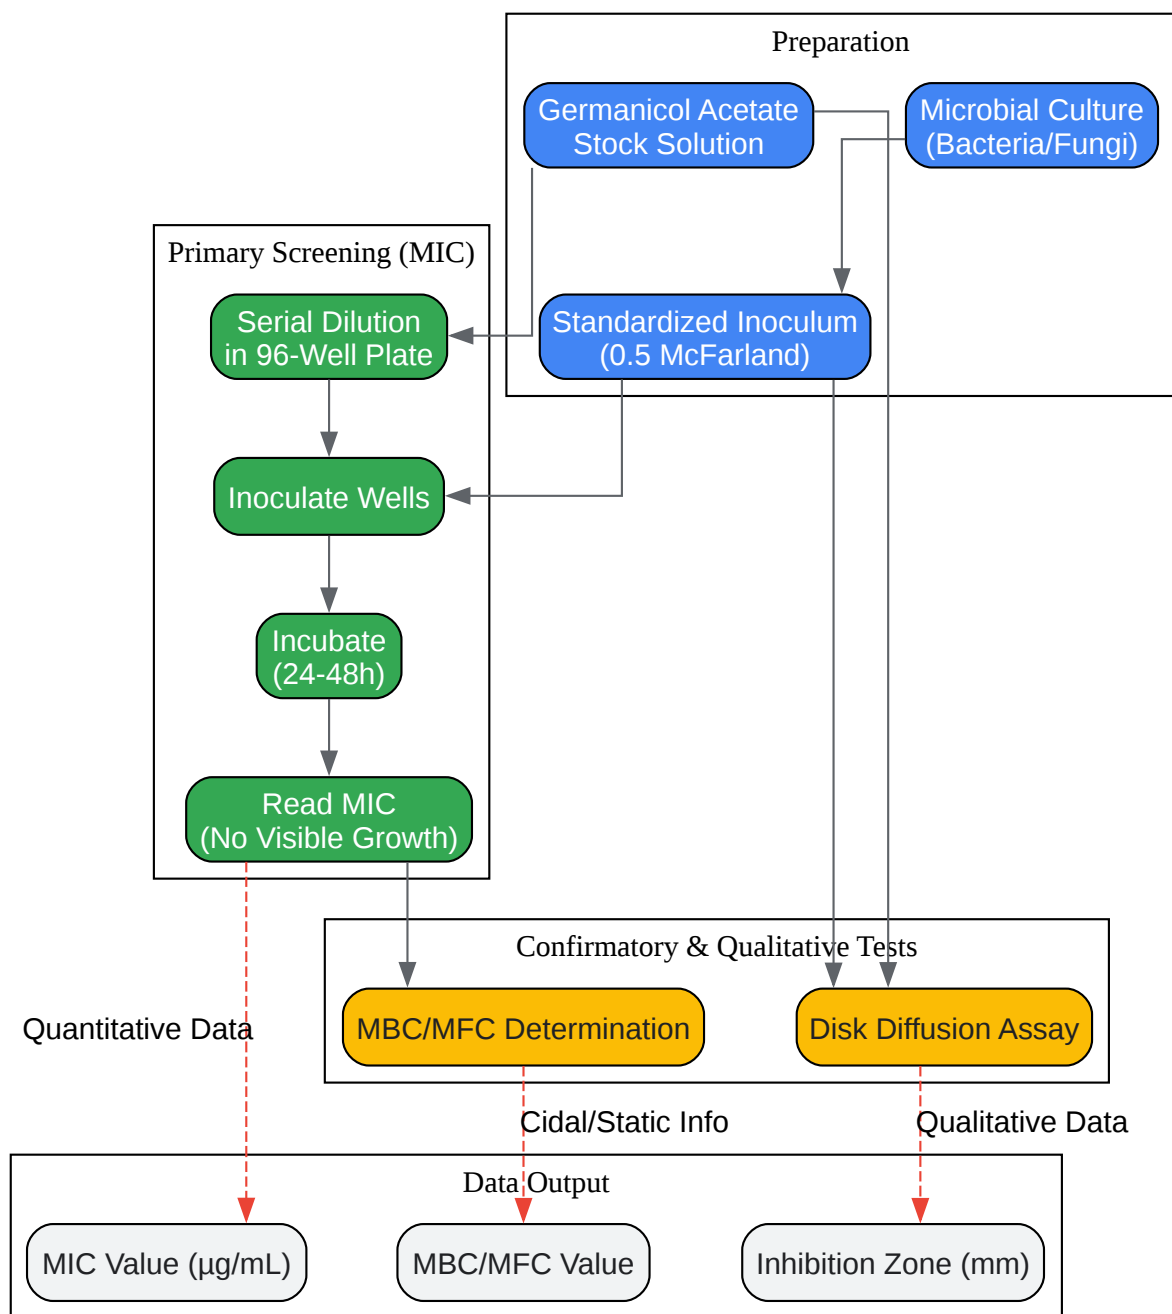 Preparation
Germanicol Acetate
Stock Solution
Microbial Culture
(Bacteria/Fungi)
Primary Screening (MIC)
Serial Dilution
in 96-Well Plate
Standardized Inoculum
(0.5 McFarland)
Inoculate Wells
Incubate
(24-48h)
Read MIC
(No Visible Growth)
Confirmatory & Qualitative Tests
MBC/MFC Determination
Disk Diffusion Assay
Quantitative Data
Cidal/Static Info
Qualitative Data
Data Output
MIC Value (µg/mL)
MBC/MFC Value
Inhibition Zone (mm)